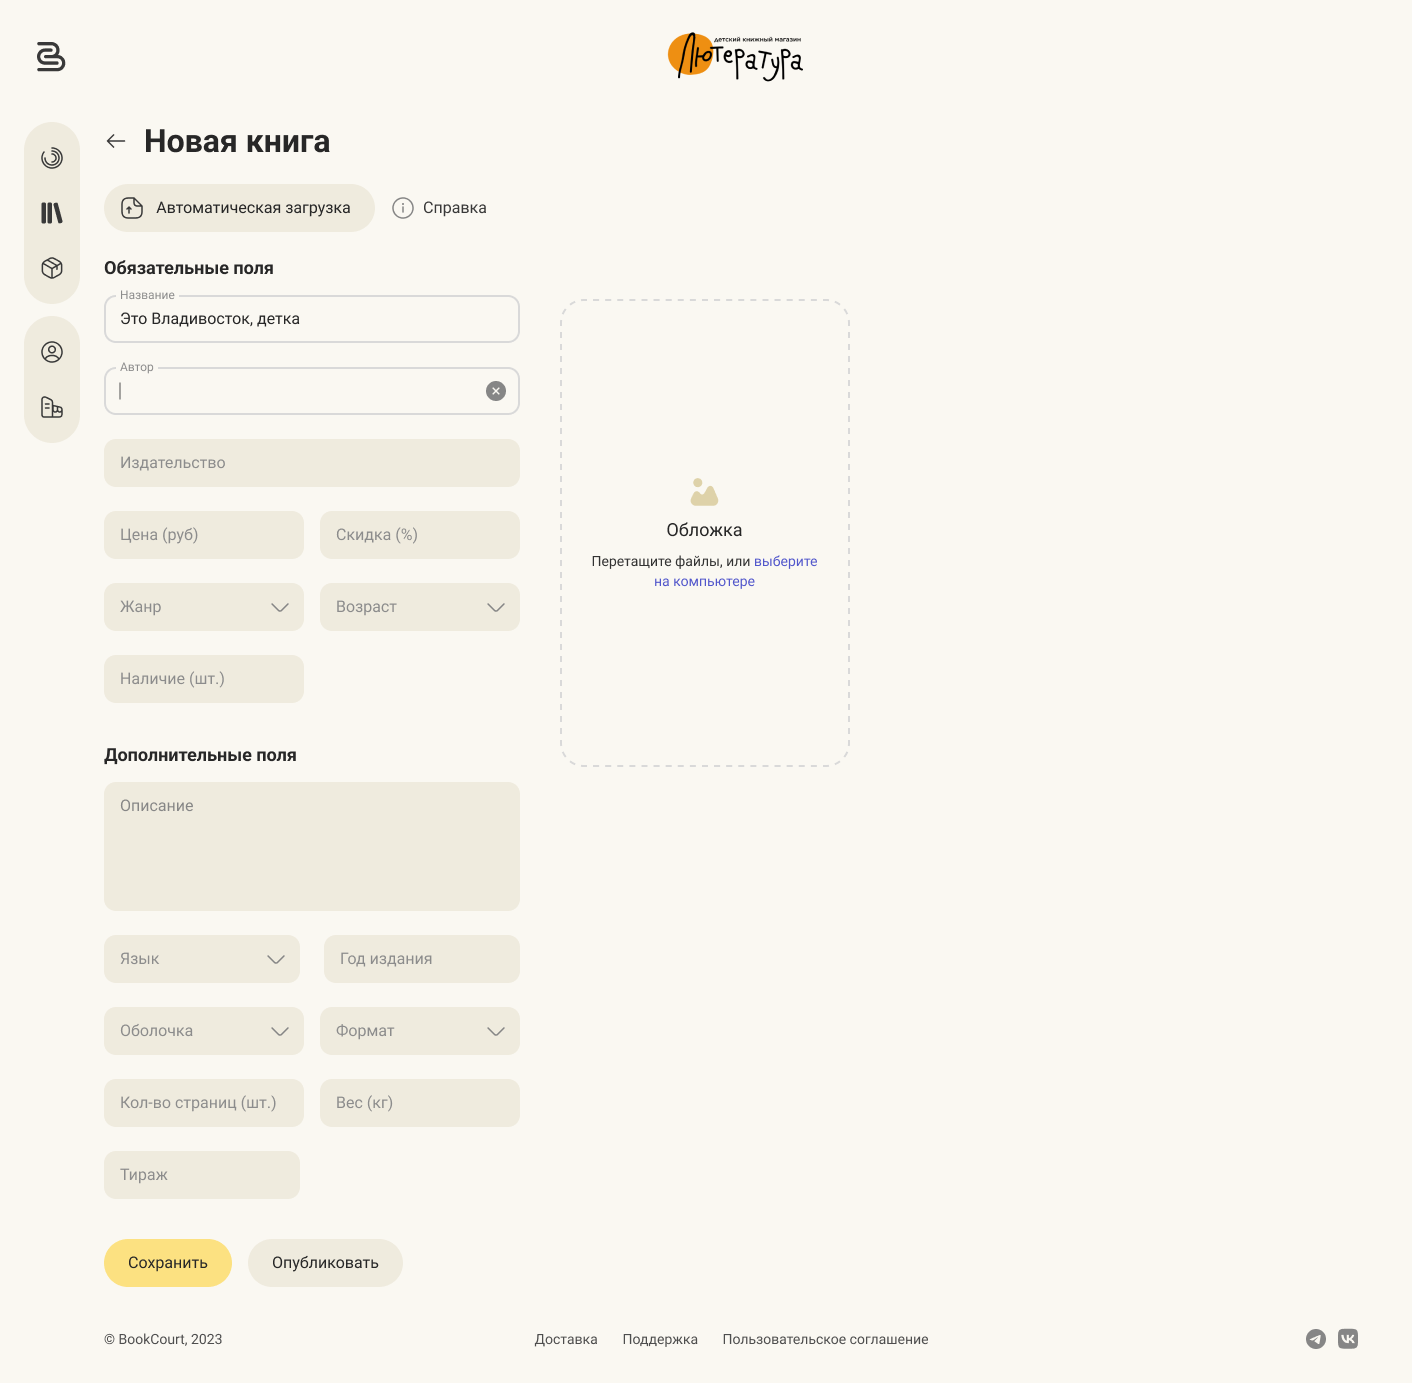 детский книжный магазин
Лютература
Новая книга
Автоматическая загрузка
Справка
Обязательные поля
Название
Это Владивосток, детка
Автор
Издательство
Цена (руб)
Скидка (%)
Жанр
Возраст
Наличие (шт.)
Обложка
Перетащите файлы, или выберите
на компьютере
Дополнительные поля
Описание
Язык
Год издания
Оболочка
Формат
Кол-во страниц (шт.)
Вес (кг)
Тираж
Сохранить
Опубликовать
© BookCourt, 2023
Доставка
Поддержка
Пользовательское соглашение